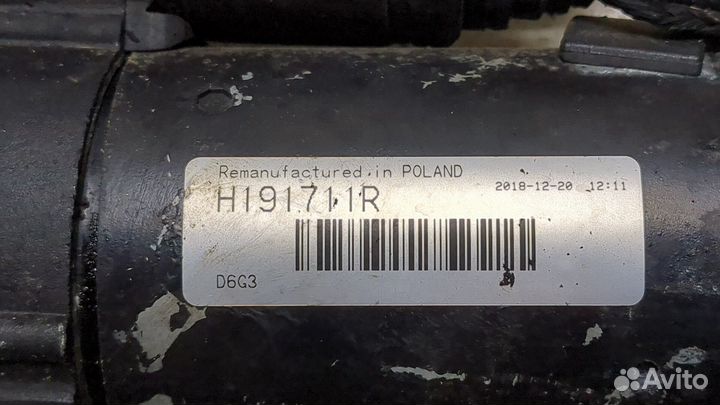 Remanufactured in POLAND
2018-12-20 12:11
H191711R
D6G3
Avito